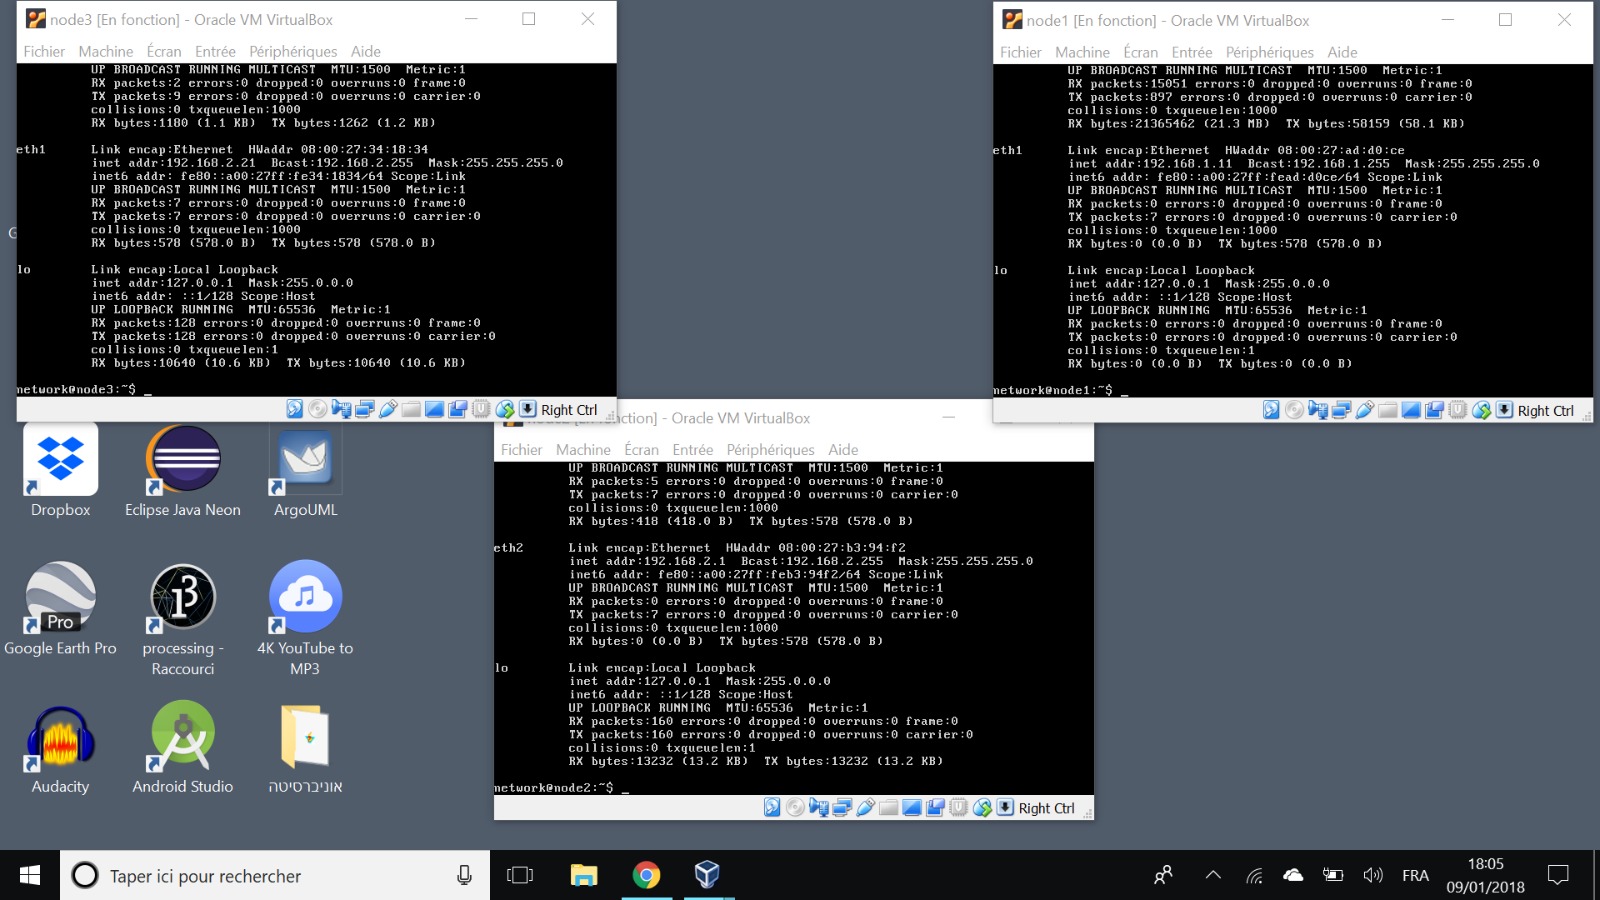 node3 [En fonction] - Oracle VM VirtualBox
Fichier Machine Écran Entrée Périphériques Aide
UP BROADCAST RUNNING MULTICAST MTU:1500 Metric:1
RX packets:2 errors:0 dropped:0 overruns:0 frame:0
TX packets:9 errors:0 dropped:0 overruns:0 carrier:0
collisions:0 txqueuelen:1000
RX bytes:1180 (1.1 KB) TX bytes:1262 (1.2 KB)
eth1 Link encap:Ethernet HWaddr 08:00:27:34:18:34
inet addr:192.168.2.21 Bcast:192.168.2.255 Mask:255.255.255.0
inet6 addr: fe80::a00:27ff:fe34:1834/64 Scope:Link
UP BROADCAST RUNNING MULTICAST MTU:1500 Metric:1
RX packets:7 errors:0 dropped:0 overruns:0 frame:0
TX packets:7 errors:0 dropped:0 overruns:0 carrier:0
collisions:0 txqueuelen:1000
RX bytes:578 (578.0 B) TX bytes:578 (578.0 B)
lo Link encap:Local Loopback
inet addr:127.0.0.1 Mask:255.0.0.0
inet6 addr: ::1/128 Scope:Host
UP LOOPBACK RUNNING MTU:65536 Metric:1
RX packets:128 errors:0 dropped:0 overruns:0 frame:0
TX packets:128 errors:0 dropped:0 overruns:0 carrier:0
collisions:0 txqueuelen:1
RX bytes:10640 (10.6 KB) TX bytes:10640 (10.6 KB)
network@node3:~$ _
Right Ctrl
node1 [En fonction] - Oracle VM VirtualBox
Fichier Machine Écran Entrée Périphériques Aide
UP BROADCAST RUNNING MULTICAST MTU:1500 Metric:1
RX packets:15051 errors:0 dropped:0 overruns:0 frame:0
TX packets:897 errors:0 dropped:0 overruns:0 carrier:0
collisions:0 txqueuelen:1000
RX bytes:21365462 (21.3 MB) TX bytes:58159 (58.1 KB)
eth1 Link encap:Ethernet HWaddr 08:00:27:ad:d0:ce
inet addr:192.168.1.11 Bcast:192.168.1.255 Mask:255.255.255.0
inet6 addr: fe80::a00:27ff:fead:d0ce/64 Scope:Link
UP BROADCAST RUNNING MULTICAST MTU:1500 Metric:1
RX packets:0 errors:0 dropped:0 overruns:0 frame:0
TX packets:7 errors:0 dropped:0 overruns:0 carrier:0
collisions:0 txqueuelen:1000
RX bytes:0 (0.0 B) TX bytes:578 (578.0 B)
lo Link encap:Local Loopback
inet addr:127.0.0.1 Mask:255.0.0.0
inet6 addr: ::1/128 Scope:Host
UP LOOPBACK RUNNING MTU:65536 Metric:1
RX packets:0 errors:0 dropped:0 overruns:0 frame:0
TX packets:0 errors:0 dropped:0 overruns:0 carrier:0
collisions:0 txqueuelen:1
RX bytes:0 (0.0 B) TX bytes:0 (0.0 B)
network@node1:~$ _
Right Ctrl
nction] - Oracle VM VirtualBox
Fichier Machine Écran Entrée Périphériques Aide
UP BROADCAST RUNNING MULTICAST MTU:1500 Metric:1
RX packets:5 errors:0 dropped:0 overruns:0 frame:0
TX packets:7 errors:0 dropped:0 overruns:0 carrier:0
collisions:0 txqueuelen:1000
RX bytes:418 (418.0 B) TX bytes:578 (578.0 B)
eth2 Link encap:Ethernet HWaddr 08:00:27:b3:94:f2
inet addr:192.168.2.1 Bcast:192.168.2.255 Mask:255.255.255.0
inet6 addr: fe80::a00:27ff:feb3:94f2/64 Scope:Link
UP BROADCAST RUNNING MULTICAST MTU:1500 Metric:1
RX packets:0 errors:0 dropped:0 overruns:0 frame:0
TX packets:7 errors:0 dropped:0 overruns:0 carrier:0
collisions:0 txqueuelen:1000
RX bytes:0 (0.0 B) TX bytes:578 (578.0 B)
lo Link encap:Local Loopback
inet addr:127.0.0.1 Mask:255.0.0.0
inet6 addr: ::1/128 Scope:Host
UP LOOPBACK RUNNING MTU:65536 Metric:1
RX packets:160 errors:0 dropped:0 overruns:0 frame:0
TX packets:160 errors:0 dropped:0 overruns:0 carrier:0
collisions:0 txqueuelen:1
RX bytes:13232 (13.2 KB) TX bytes:13232 (13.2 KB)
network@node2:~$ _
Right Ctrl
Dropbox
Eclipse Java Neon
ArgoUML
Pro
Google Earth Pro
processing -
Raccourci
4K YouTube to
MP3
Audacity
Android Studio
אוניברסיטה
Taper ici pour rechercher
FRA
18:05
09/01/2018